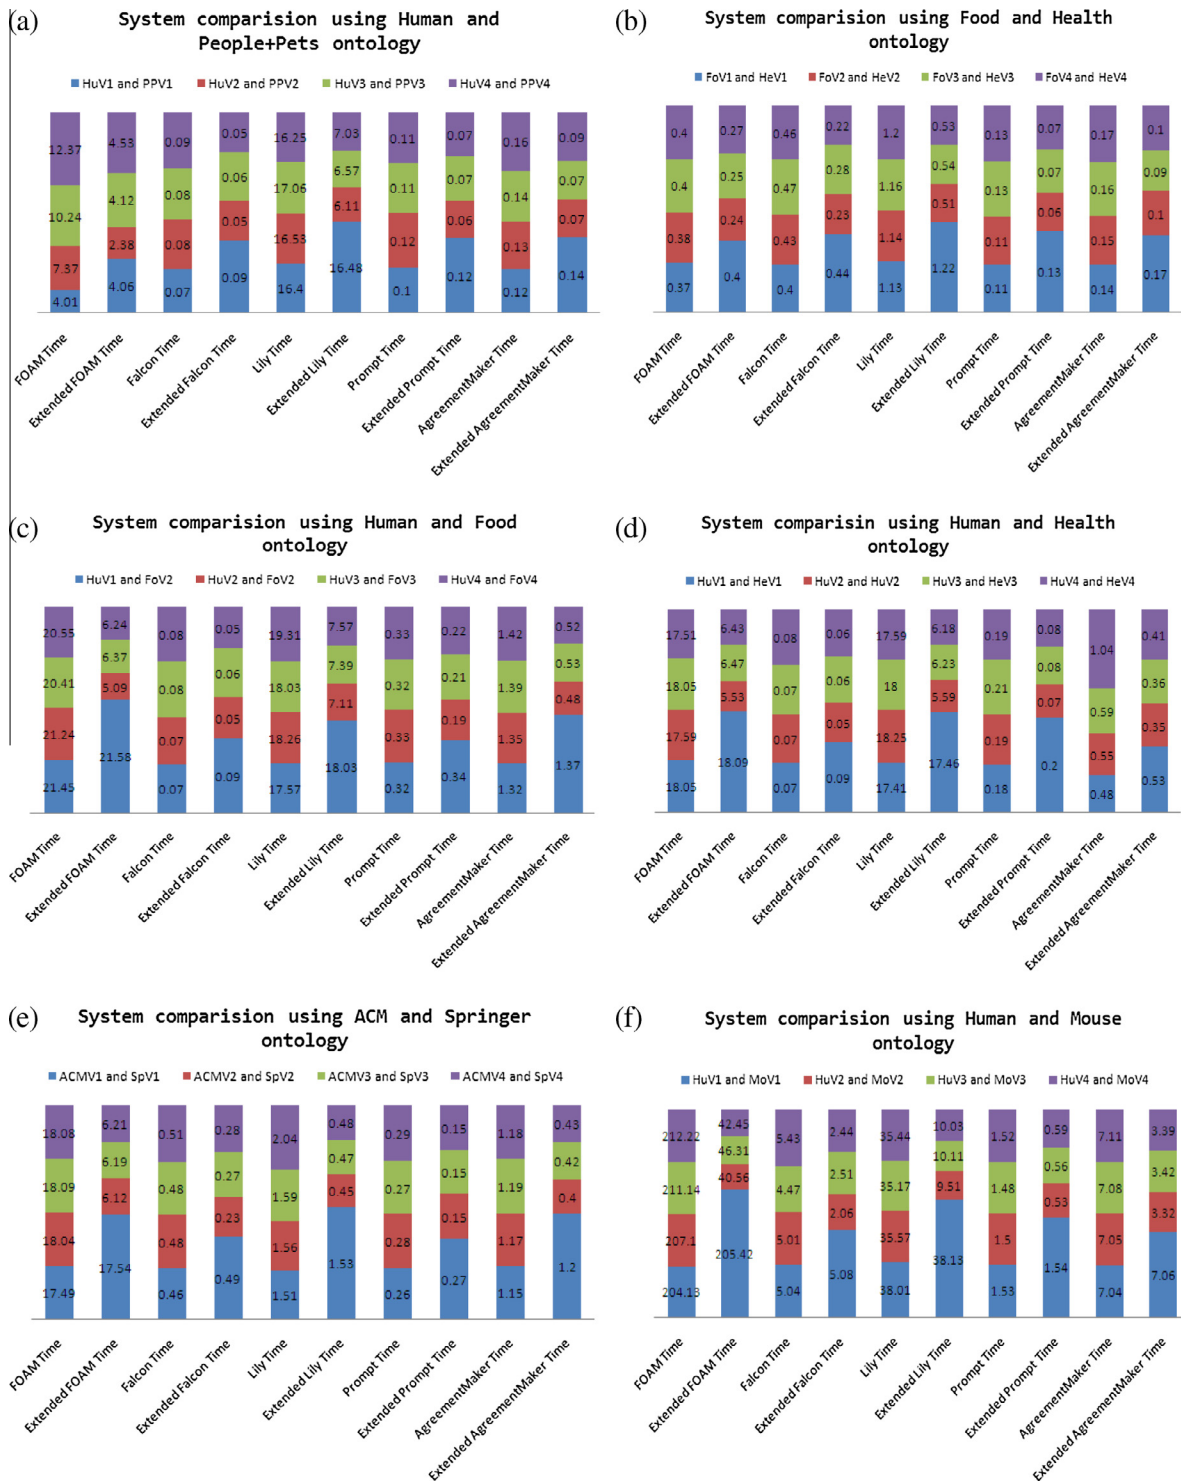 (a)
System comparision using Human and
People+Pets ontology
HuV1 and PPV1 HuV2 and PPV2 HuV3 and PPV3 HuV4 and PPV4
12.37 4.53 0.09 0.05 16.25 7.03 0.11 0.07 0.16 0.09
10.24 4.12 0.08 0.06 17.06 6.57 0.11 0.07 0.14 0.07
7.37 2.38 0.08 0.05 16.53 6.11 0.12 0.06 0.13 0.07
4.01 4.06 0.07 0.09 16.4 16.48 0.1 0.12 0.12 0.14
FOAM Time
Extended FOAM Time
Falcon Time
Extended Falcon Time
Lily Time
Extended Lily Time
Prompt Time
Extended Prompt Time
AgreementMaker Time
Extended AgreementMaker Time
(b)
System comparision using Food and Health
ontology
FoV1 and HeV1 FoV2 and HeV2 FoV3 and HeV3 FoV4 and HeV4
0.4 0.27 0.46 0.22 1.2 0.53 0.13 0.07 0.17 0.1
0.4 0.25 0.47 0.28 1.16 0.54 0.13 0.07 0.16 0.09
0.38 0.24 0.43 0.23 1.14 0.51 0.11 0.06 0.15 0.1
0.37 0.4 0.4 0.44 1.13 1.22 0.11 0.13 0.14 0.17
FOAM Time
Extended FOAM Time
Falcon Time
Extended Falcon Time
Lily Time
Extended Lily Time
Prompt Time
Extended Prompt Time
AgreementMaker Time
Extended AgreementMaker Time
(c)
System comparision using Human and Food
ontology
HuV1 and FoV2 HuV2 and FoV2 HuV3 and FoV3 HuV4 and FoV4
20.55 6.24 0.08 0.05 19.31 7.57 0.33 0.22 1.42 0.52
20.41 6.37 0.08 0.06 18.03 7.39 0.32 0.21 1.39 0.53
21.24 5.09 0.07 0.05 18.26 7.11 0.33 0.19 1.35 0.48
21.45 21.58 0.07 0.09 17.57 18.03 0.32 0.34 1.32 1.37
FOAM Time
Extended FOAM Time
Falcon Time
Extended Falcon Time
Lily Time
Extended Lily Time
Prompt Time
Extended Prompt Time
AgreementMaker Time
Extended AgreementMaker Time
(d)
System comparisin using Human and Health
ontology
HuV1 and HeV1 HuV2 and HuV2 HuV3 and HeV3 HuV4 and HeV4
17.51 6.43 0.08 0.06 17.59 6.18 0.19 0.08 1.04 0.41
18.05 6.47 0.07 0.06 18 6.23 0.21 0.08 0.59 0.36
17.59 5.53 0.07 0.05 18.25 5.59 0.19 0.07 0.55 0.35
18.05 18.09 0.07 0.09 17.41 17.46 0.18 0.2 0.48 0.53
FOAM Time
Extended FOAM Time
Falcon Time
Extended Falcon Time
Lily Time
Extended Lily Time
Prompt Time
Extended Prompt Time
AgreementMaker Time
Extended AgreementMaker Time
(e)
System comparision using ACM and Springer
ontology
ACMV1 and SpV1 ACMV2 and SpV2 ACMV3 and SpV3 ACMV4 and SpV4
18.08 6.21 0.51 0.28 2.04 0.48 0.29 0.15 1.18 0.43
18.09 6.19 0.48 0.27 1.59 0.47 0.27 0.15 1.19 0.42
18.04 6.12 0.48 0.23 1.56 0.45 0.28 0.15 1.17 0.4
17.49 17.54 0.46 0.49 1.51 1.53 0.26 0.27 1.15 1.2
FOAM Time
Extended FOAM Time
Falcon Time
Extended Falcon Time
Lily Time
Extended Lily Time
Prompt Time
Extended Prompt Time
AgreementMaker Time
Extended AgreementMaker Time
(f)
System comparision using Human and Mouse
ontology
HuV1 and MoV1 HuV2 and MoV2 HuV3 and MoV3 HuV4 and MoV4
212.22 42.45 5.43 2.44 35.44 10.03 1.52 0.59 7.11 3.39
211.14 46.31 4.47 2.51 35.17 10.11 1.48 0.56 7.08 3.42
207.1 40.56 5.01 2.06 35.57 9.51 1.5 0.53 7.05 3.32
204.13 205.42 5.04 5.08 38.01 38.13 1.53 1.54 7.04 7.06
FOAM Time
Extended FOAM Time
Falcon Time
Extended Falcon Time
Lily Time
Extended Lily Time
Prompt Time
Extended Prompt Time
AgreementMaker Time
Extended AgreementMaker Time